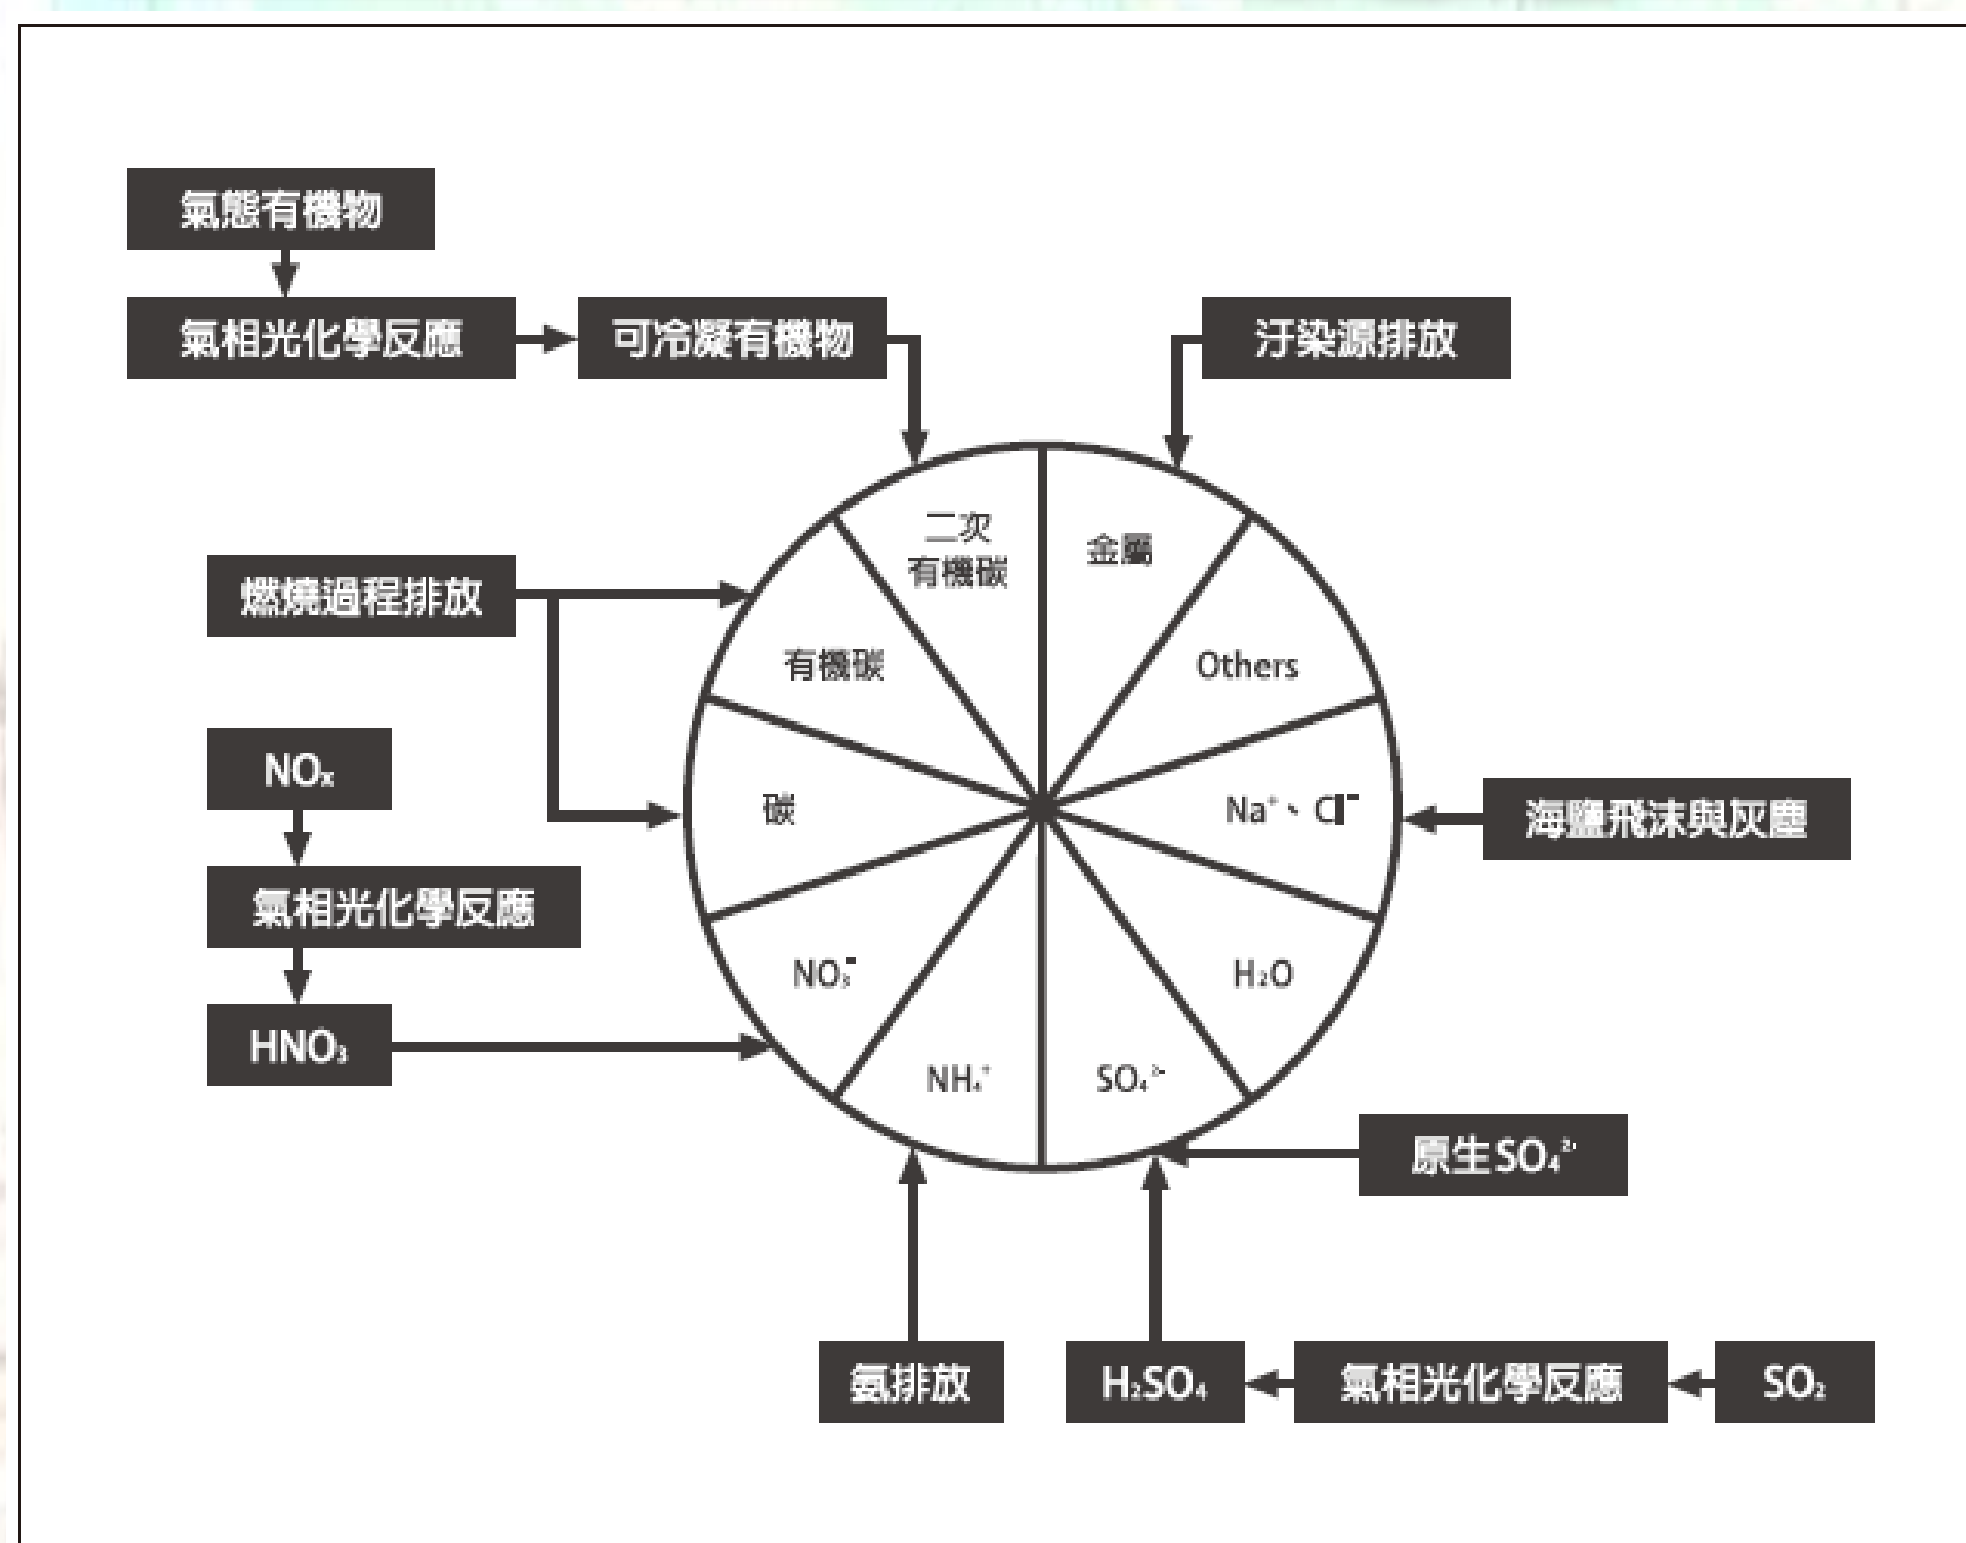 氣態有機物
氣相光化學反應
可冷凝有機物
汙染源排放
二次
有機碳
金屬
燃燒過程排放
有機碳
Others
NOₓ
碳
Na⁺、Cl⁻
海鹽飛沫與灰塵
氣相光化學反應
NO₃⁻
H₂O
HNO₃
NH₄⁺
SO₄²⁻
原生SO₄²⁻
氨排放
H₂SO₄
氣相光化學反應
SO₂